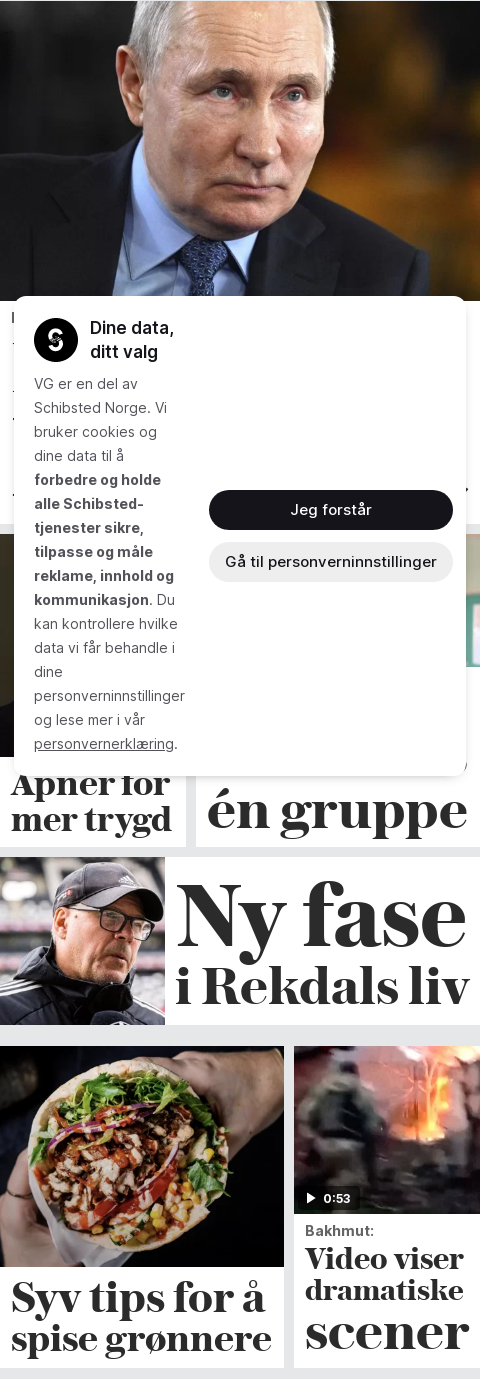 Dine data,
ditt valg
VG er en del av
Schibsted Norge. Vi
bruker cookies og
dine data til å
forbedre og holde
alle Schibsted-
tjenester sikre,
tilpasse og måle
reklame, innhold og
kommunikasjon. Du
kan kontrollere hvilke
data vi får behandle i
dine
personverninnstillinger
og lese mer i vår
personvernerklæring.
Jeg forstår
Gå til personverninnstillinger
Åpner for
mer trygd
én gruppe
Ny fase
i Rekdals liv
Syv tips for å
spise grønnere
0:53
Bakhmut:
Video viser
dramatiske
scener